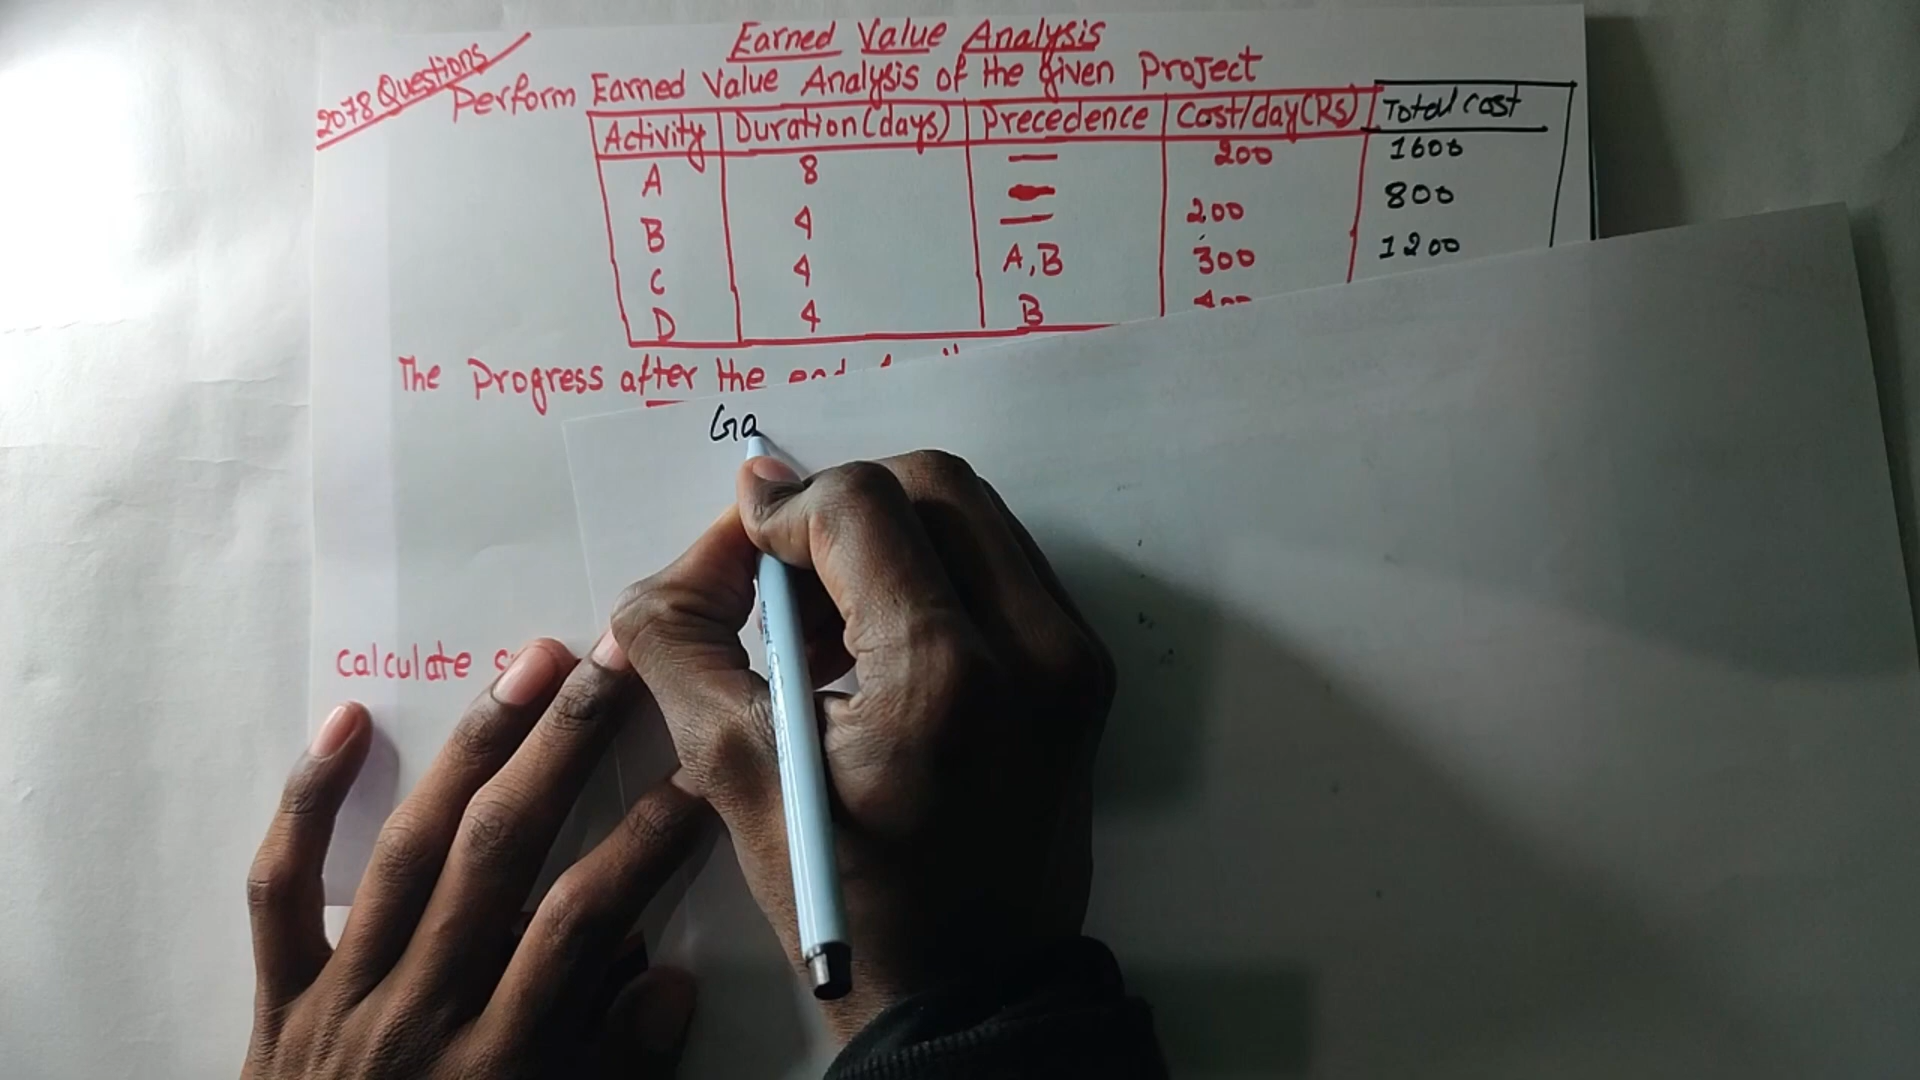 Earned Value Analysis
2078 Questions
Perform Earned Value Analysis of the given Project
Activity Duration(days) Precedence Cost/day(Rs) Total cost
A 8 — 200 1600
B 4 — 200 800
C 4 A,B 300 1200
D 4 B
The Progress after the end
Ga
calculate